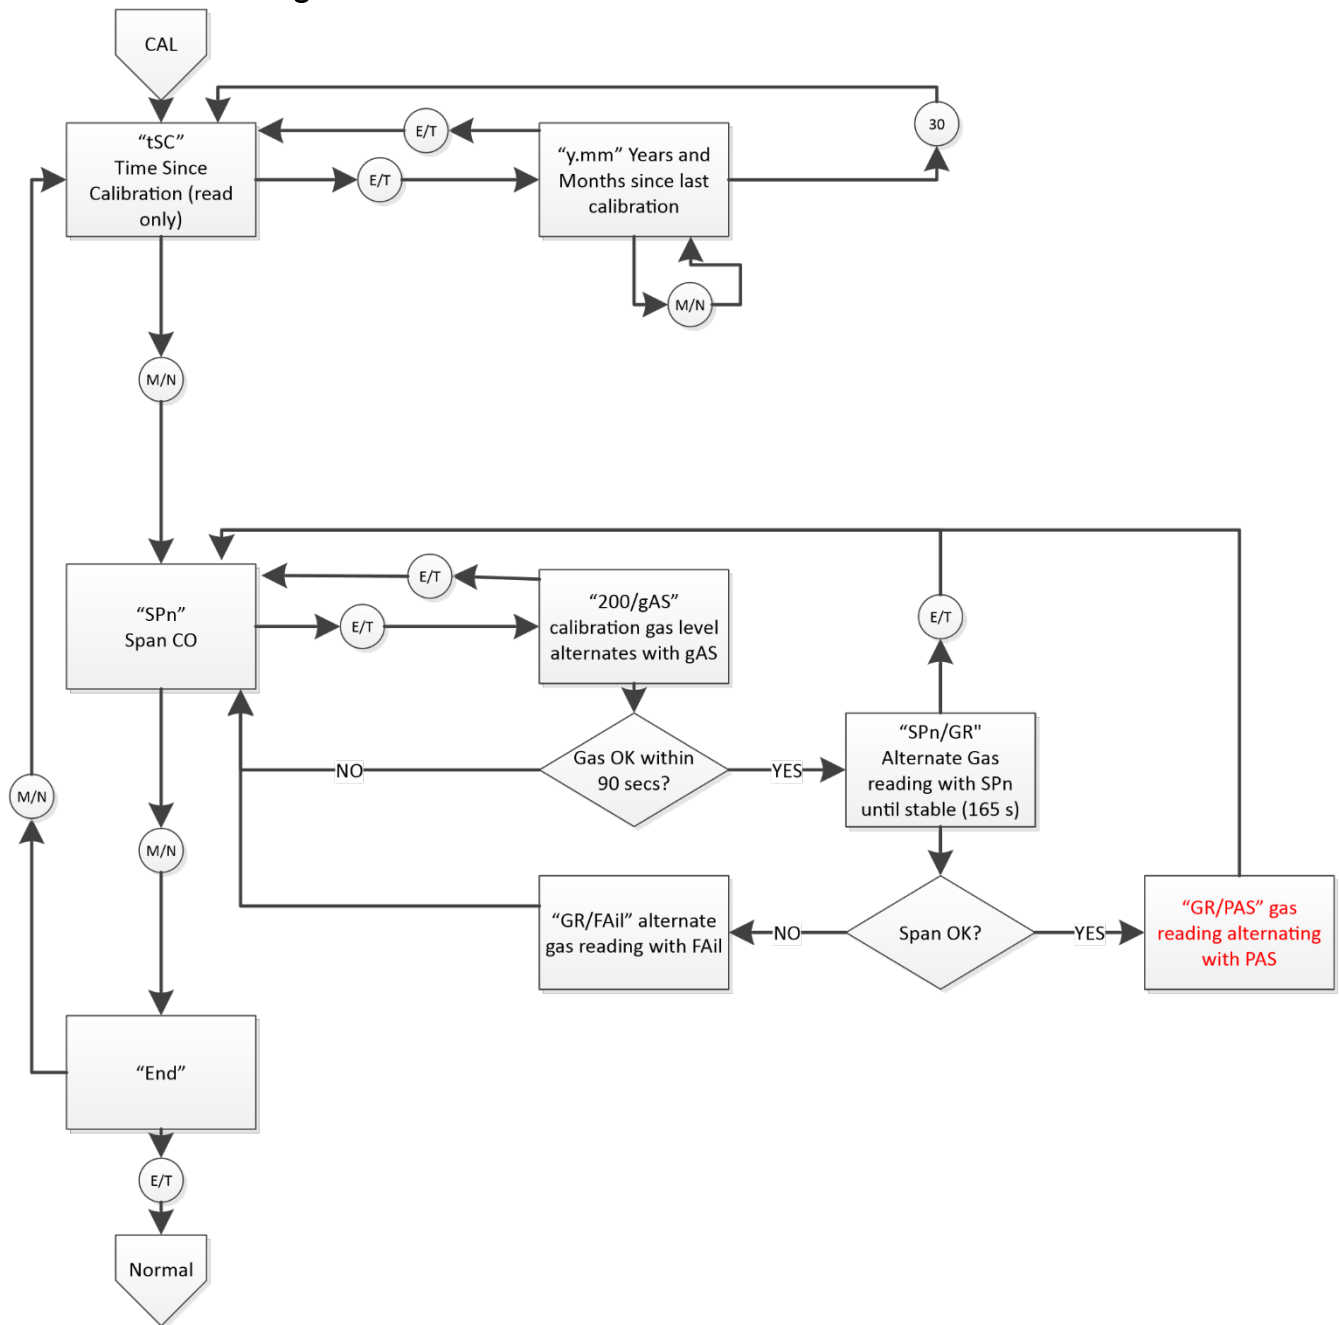 CAL
“tSC”
Time Since
Calibration (read
only)
E/T
E/T
“y.mm” Years and
Months since last
calibration
30
M/N
M/N
“SPn”
Span CO
E/T
E/T
“200/gAS”
calibration gas level
alternates with gAS
E/T
Gas OK within
90 secs?
NO
YES
“SPn/GR"
Alternate Gas
reading with SPn
until stable (165 s)
M/N
M/N
“GR/FAil” alternate
gas reading with FAil
NO
Span OK?
YES
“GR/PAS” gas
reading alternating
with PAS
“End”
E/T
Normal